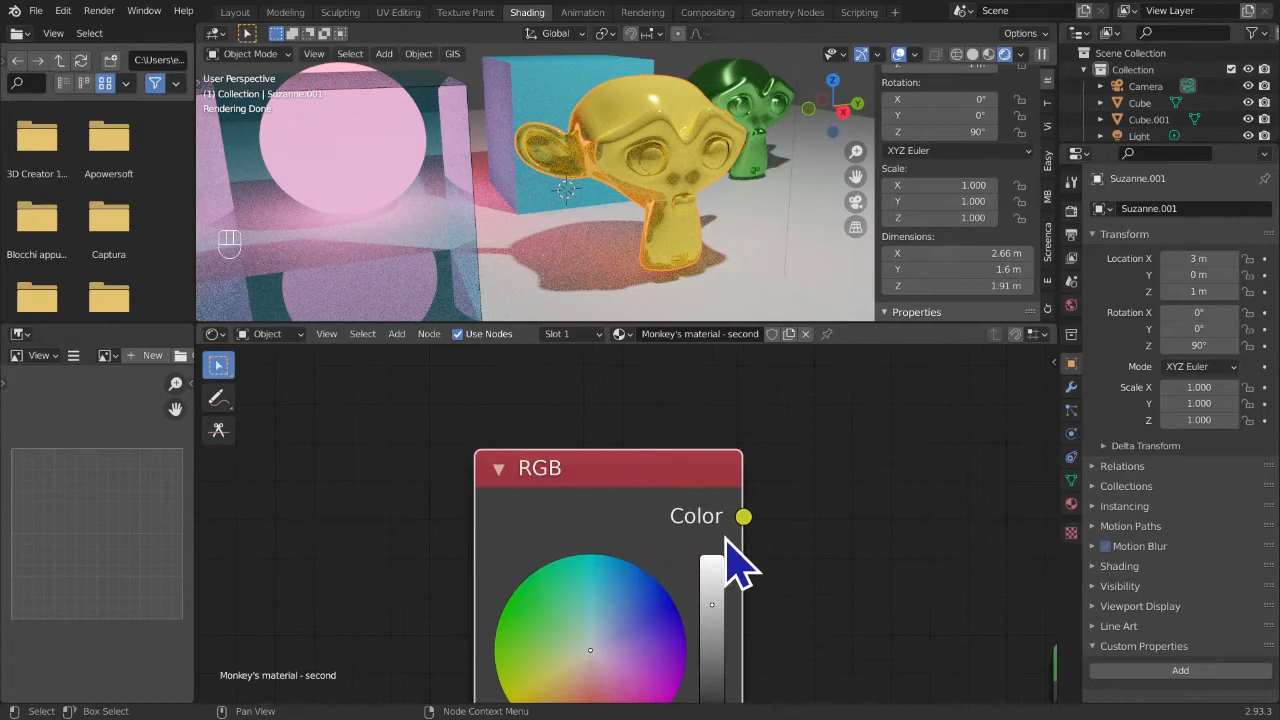 File Edit Render Window Help Layout Modeling Sculpting UV Editing Texture Paint Shading Animation Rendering Compositing Geometry Nodes Scripting + Scene View Layer
View Select Global Options
C:\Users\e... Object Mode View Select Add Object GIS
User Perspective
(1) Collection | Suzanne.001
Rendering Done
3D Creator 1...
Apowersoft
Blocchi appu...
Captura
Z
Y
X
Rotation:
X 0°
Y 0°
Z 90°
XYZ Euler
Scale:
X 1.000
Y 1.000
Z 1.000
Dimensions:
X 2.66 m
Y 1.6 m
Z 1.91 m
Properties
T
Vi
Easy
MB
Screenca
E
Cr
Scene Collection
Collection
Camera
Cube
Cube.001
Light
Suzanne.001
Suzanne.001
Transform
Location X 3 m
Y 0 m
Z 1 m
Rotation X 0°
Y 0°
Z 90°
Mode XYZ Euler
Scale X 1.000
Y 1.000
Z 1.000
Delta Transform
Relations
Collections
Instancing
Motion Paths
Motion Blur
Shading
Visibility
Viewport Display
Line Art
Custom Properties
Add
View + New
Object View Select Add Node Use Nodes Slot 1 Monkey's material - second
RGB
Color
Monkey's material - second
Select Box Select Pan View Node Context Menu 2.93.3